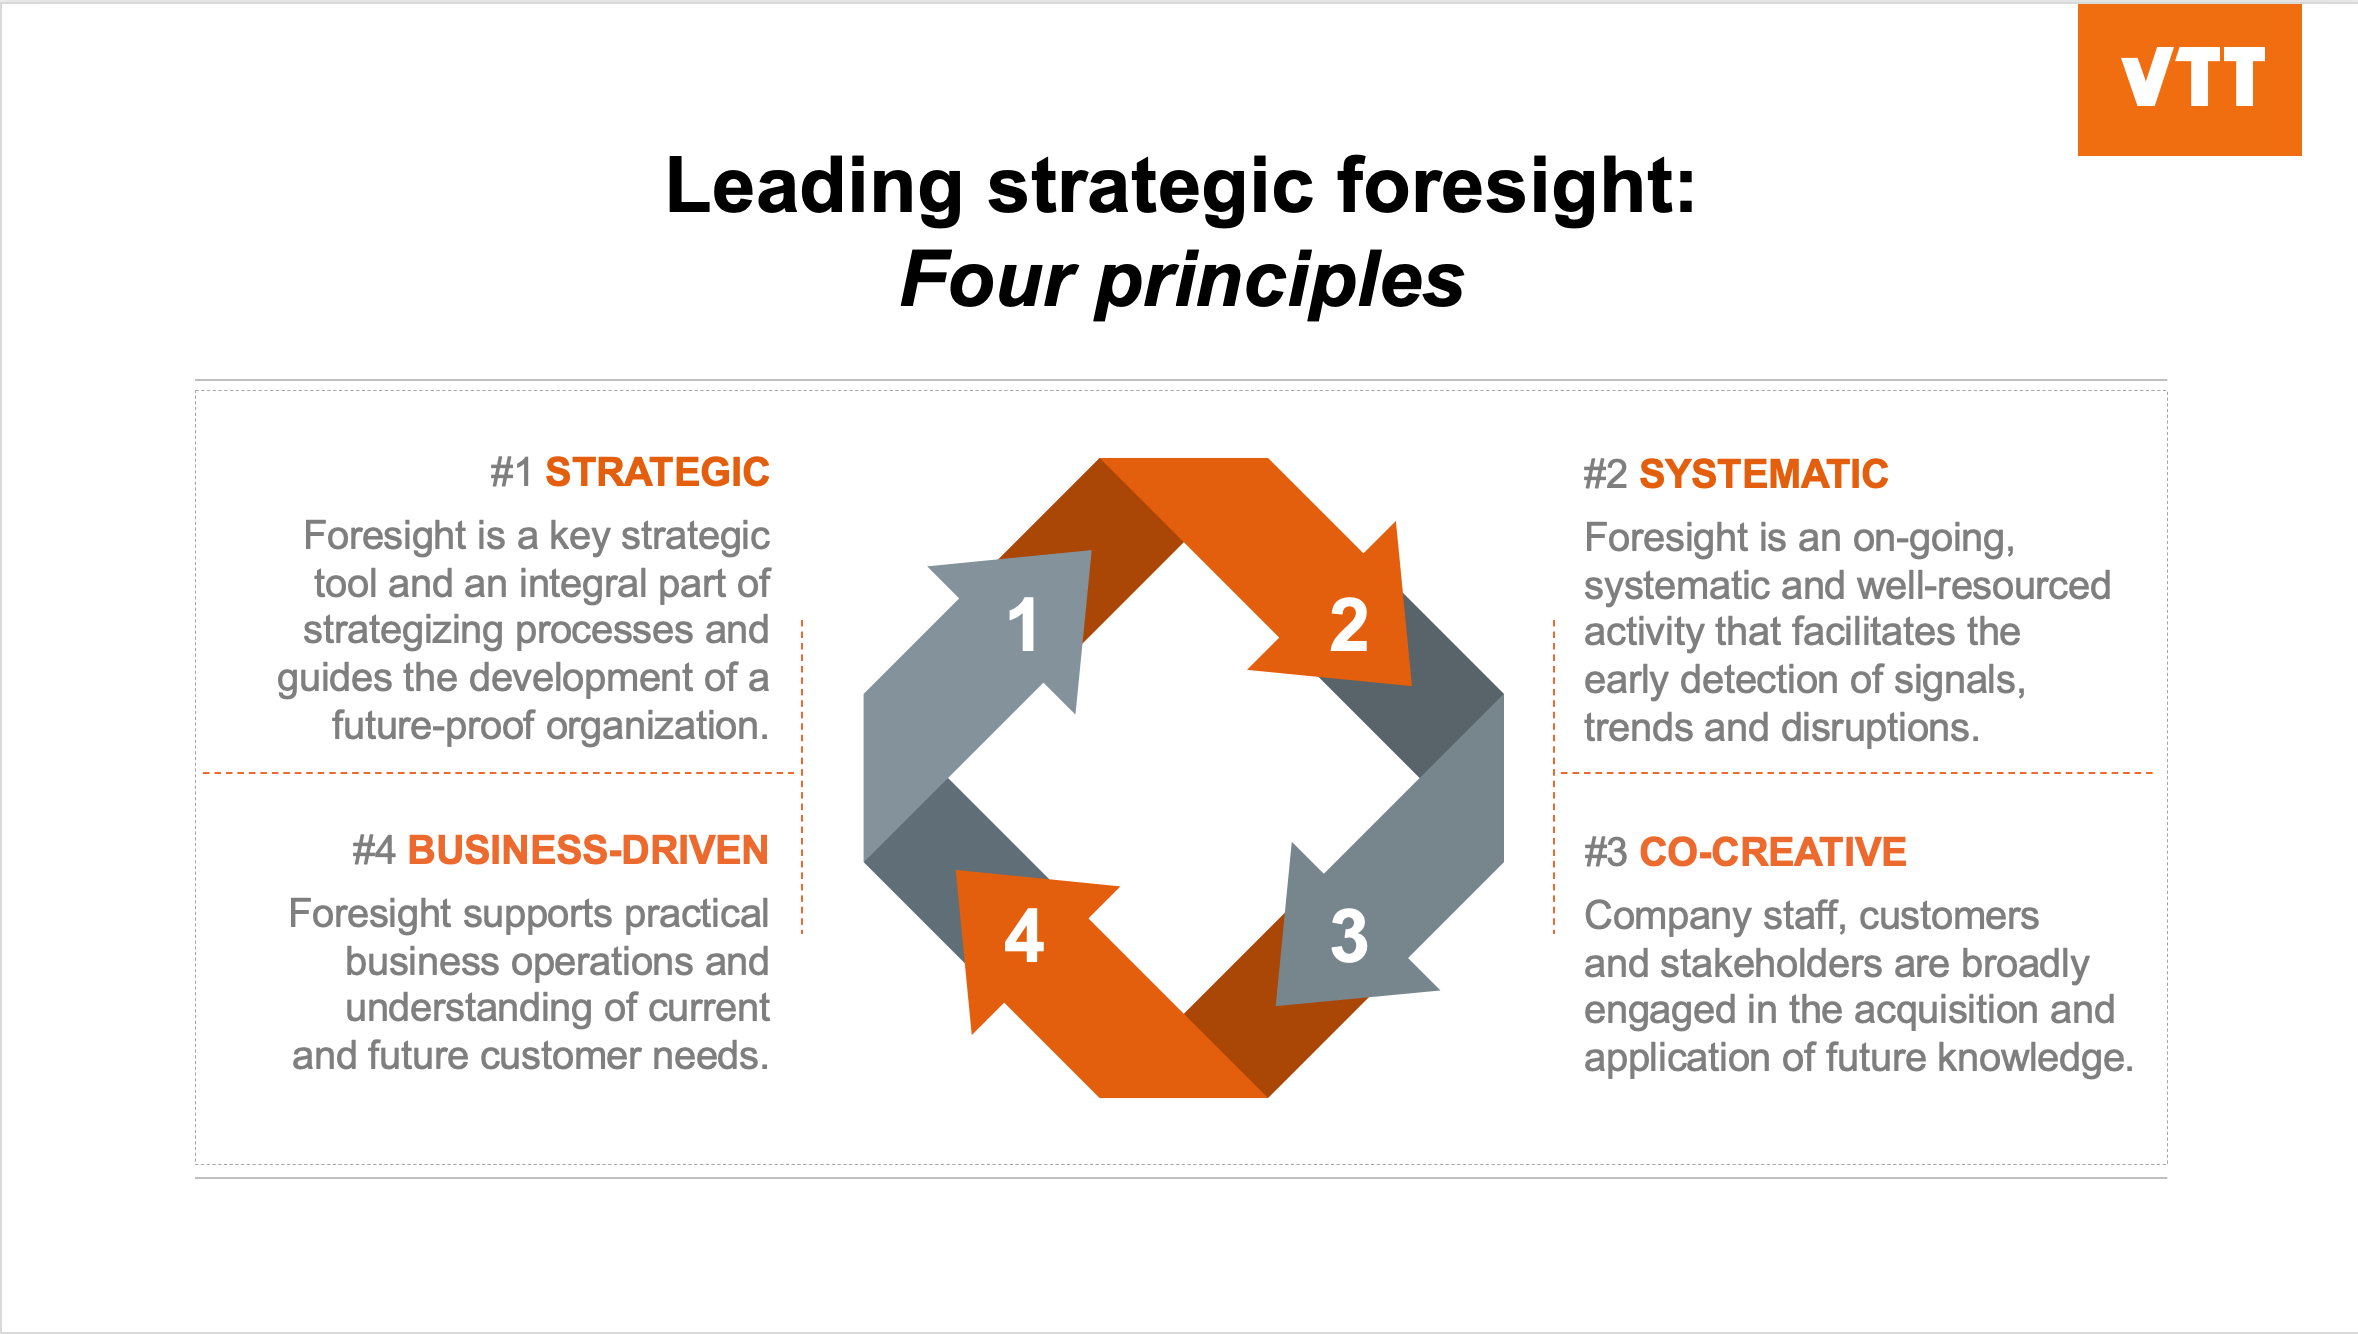 VTT
Leading strategic foresight:
Four principles
#1 STRATEGIC
Foresight is a key strategic
tool and an integral part of
strategizing processes and
guides the development of a
future-proof organization.
#2 SYSTEMATIC
Foresight is an on-going,
systematic and well-resourced
activity that facilitates the
early detection of signals,
trends and disruptions.
1
2
#4 BUSINESS-DRIVEN
Foresight supports practical
business operations and
understanding of current
and future customer needs.
4
3
#3 CO-CREATIVE
Company staff, customers
and stakeholders are broadly
engaged in the acquisition and
application of future knowledge.